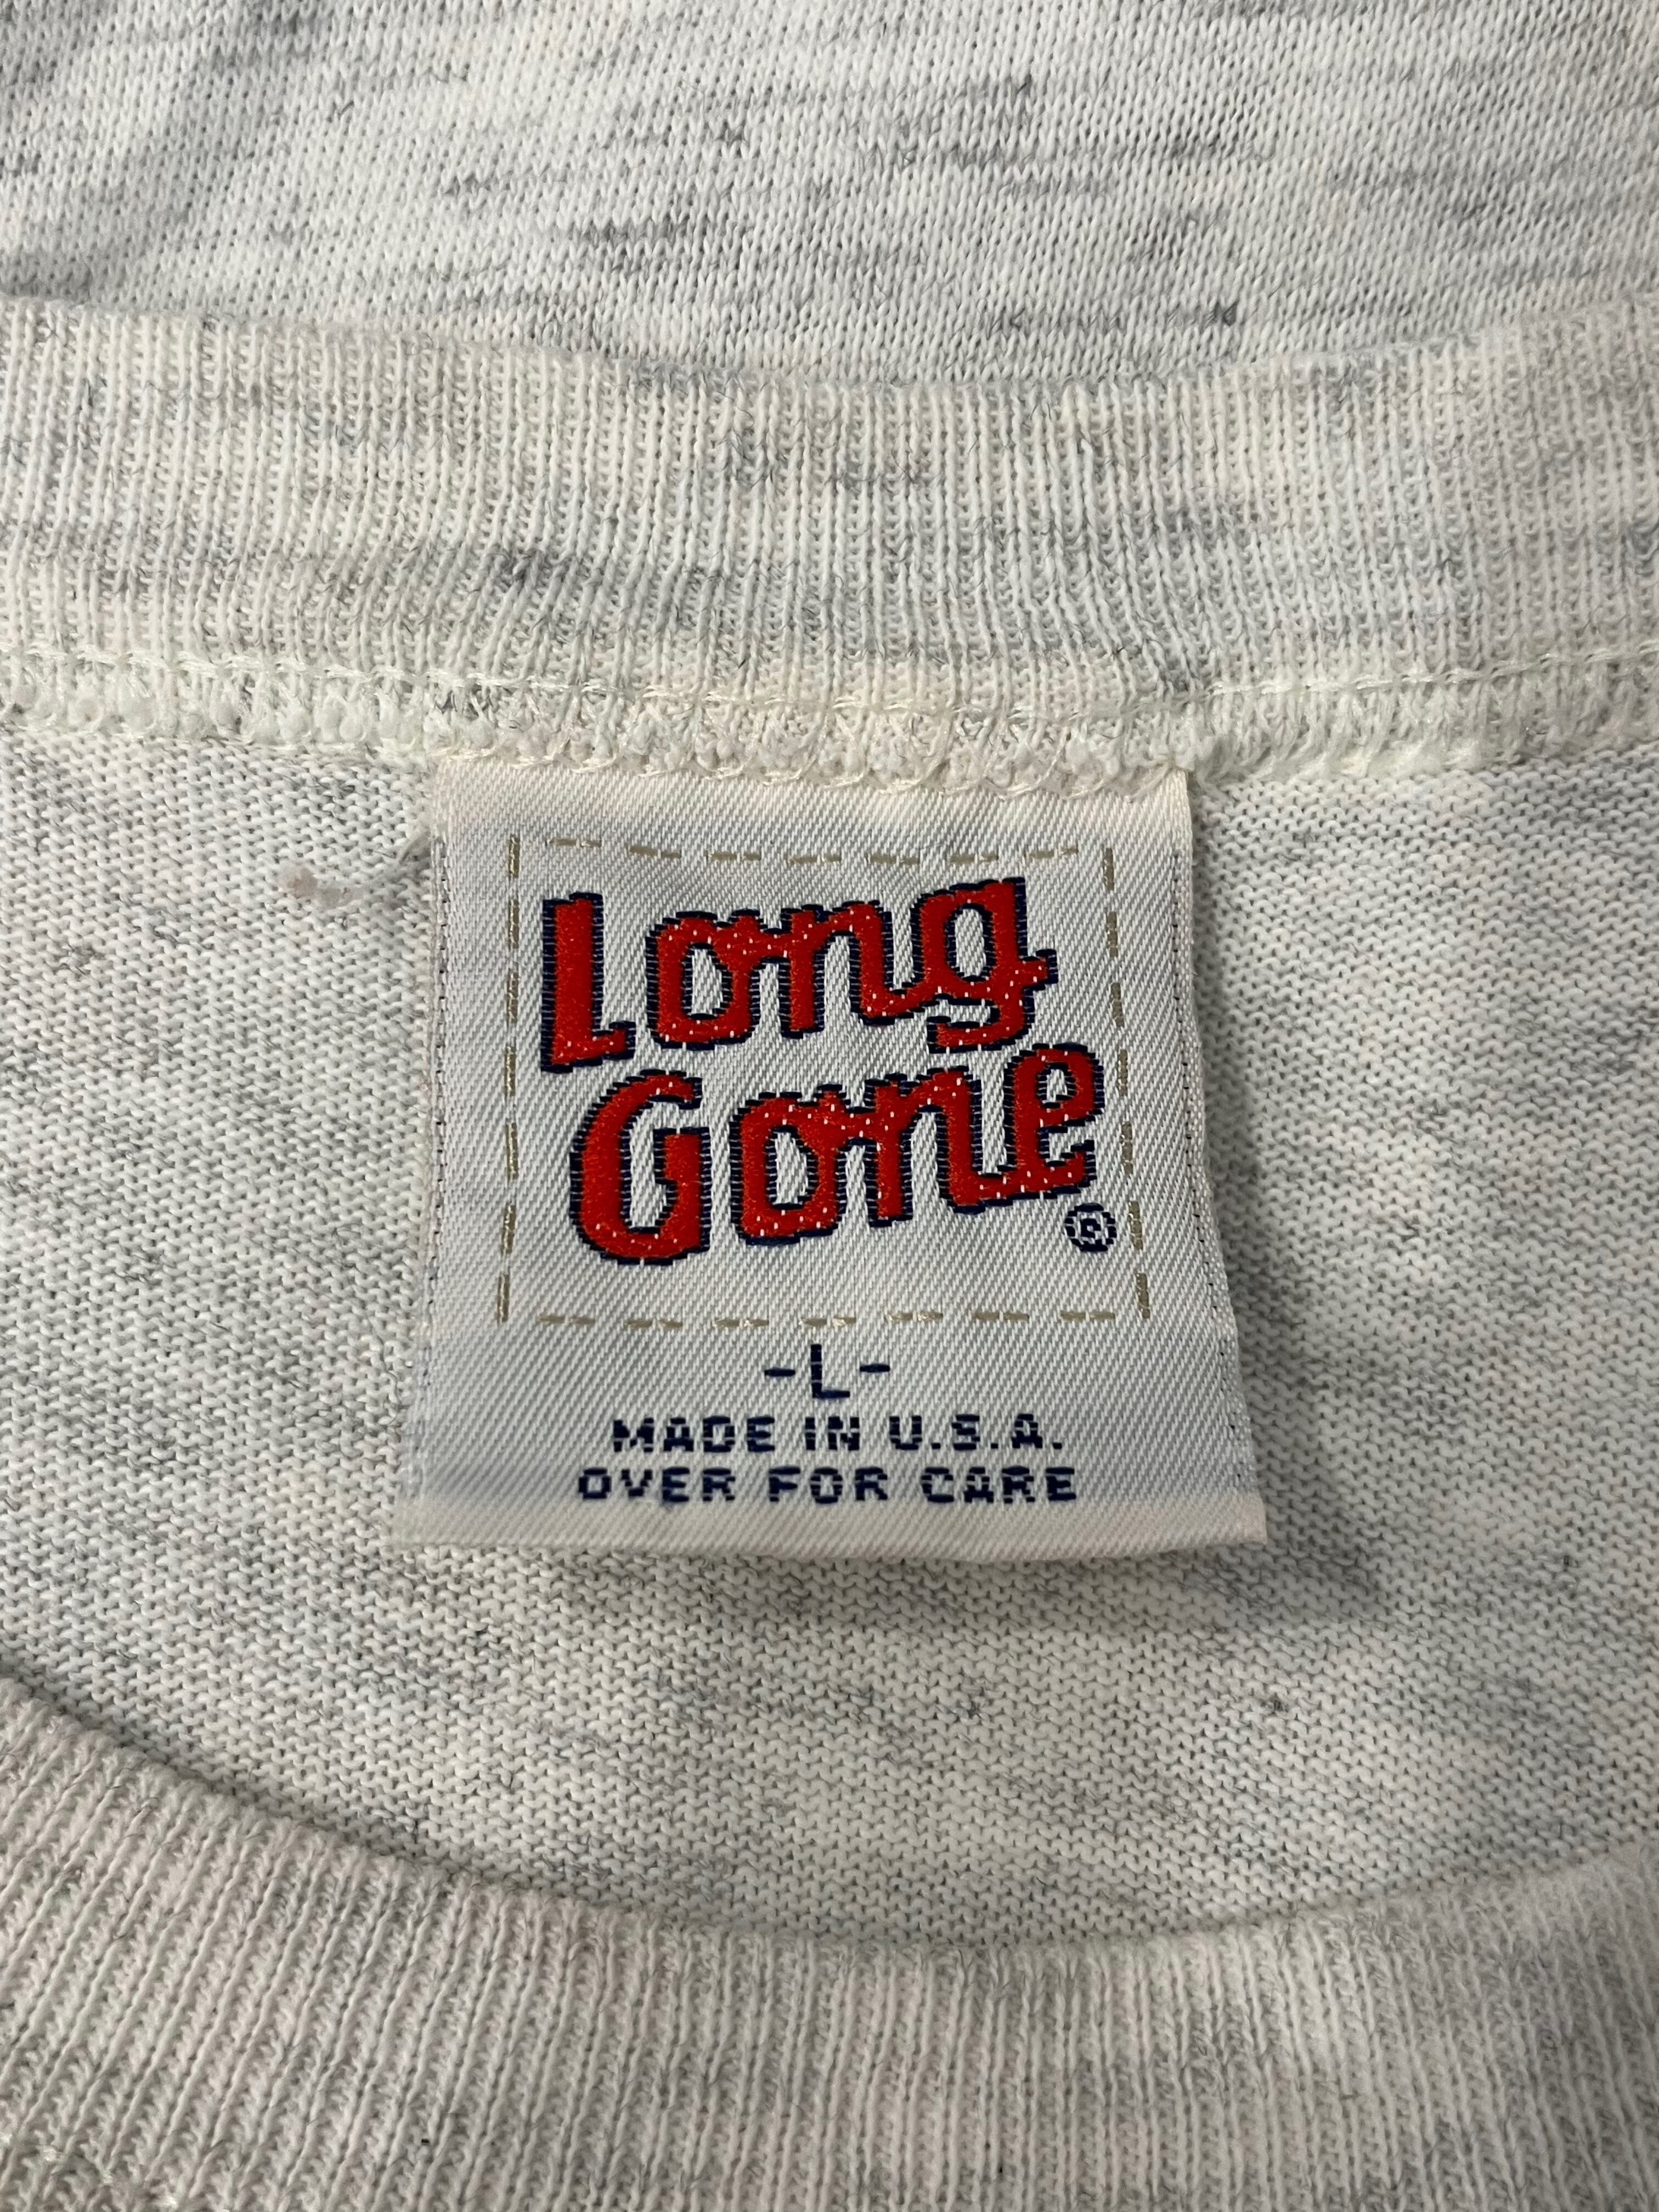 Long
Gone
®
-L-
MADE IN U.S.A.
OVER FOR CARE